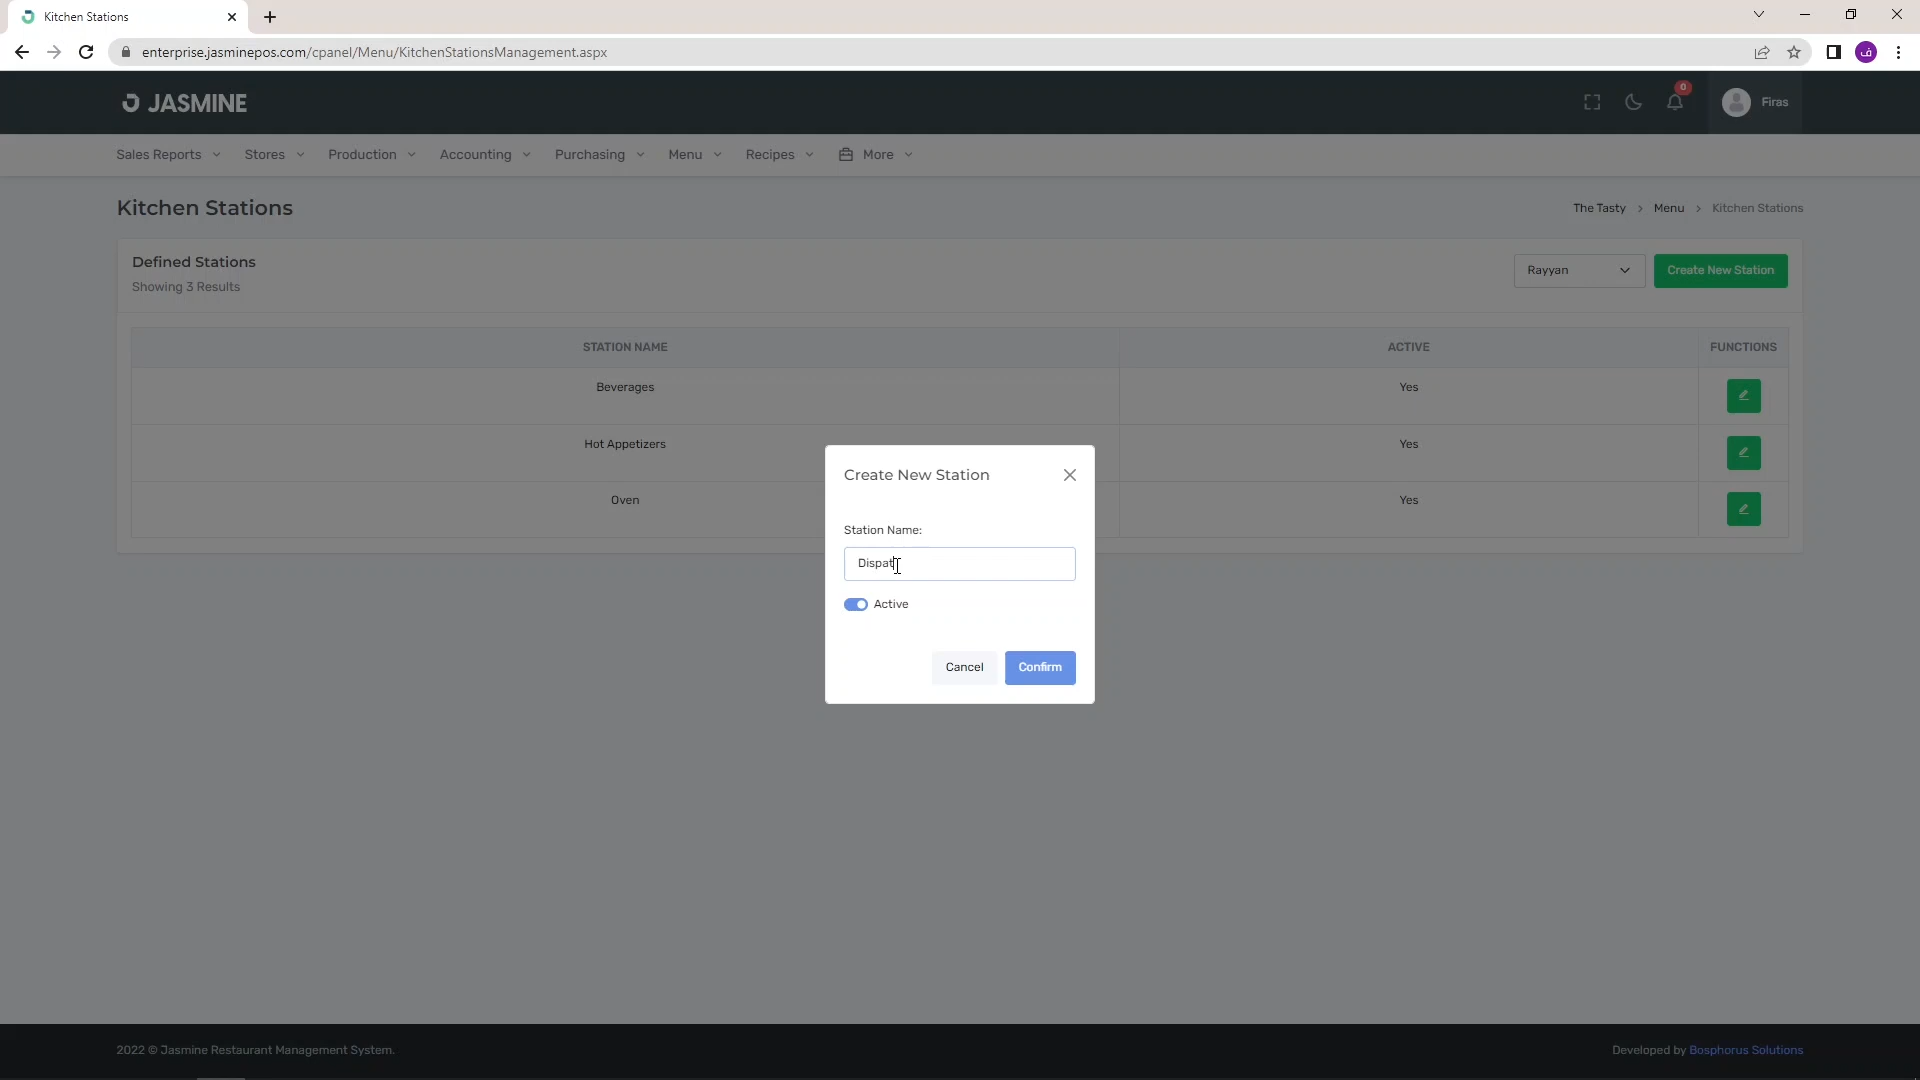 Kitchen Stations
enterprise.jasminepos.com/cpanel/Menu/KitchenStationsManagement.aspx
ف
JASMINE
0
Firas
Sales Reports Stores Production Accounting Purchasing Menu Recipes More
Kitchen Stations
The Tasty > Menu > Kitchen Stations
Defined Stations
Showing 3 Results
Rayyan
Create New Station
STATION NAME ACTIVE FUNCTIONS
Beverages Yes
Hot Appetizers Yes
Oven Yes
Create New Station
Station Name:
Dispat
Active
Cancel Confirm
2022 © Jasmine Restaurant Management System.
Developed by Bosphorus Solutions